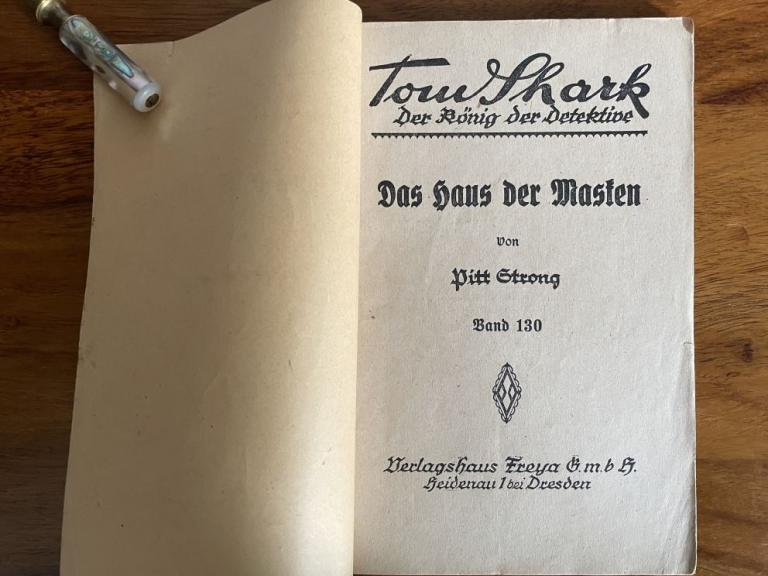 Tom Shark
Der König der Detektive
Das Haus der Masken
von
Pitt Strong
Band 130
Verlagshaus Freya G.m.b H.
Heidenau 1 bei Dresden